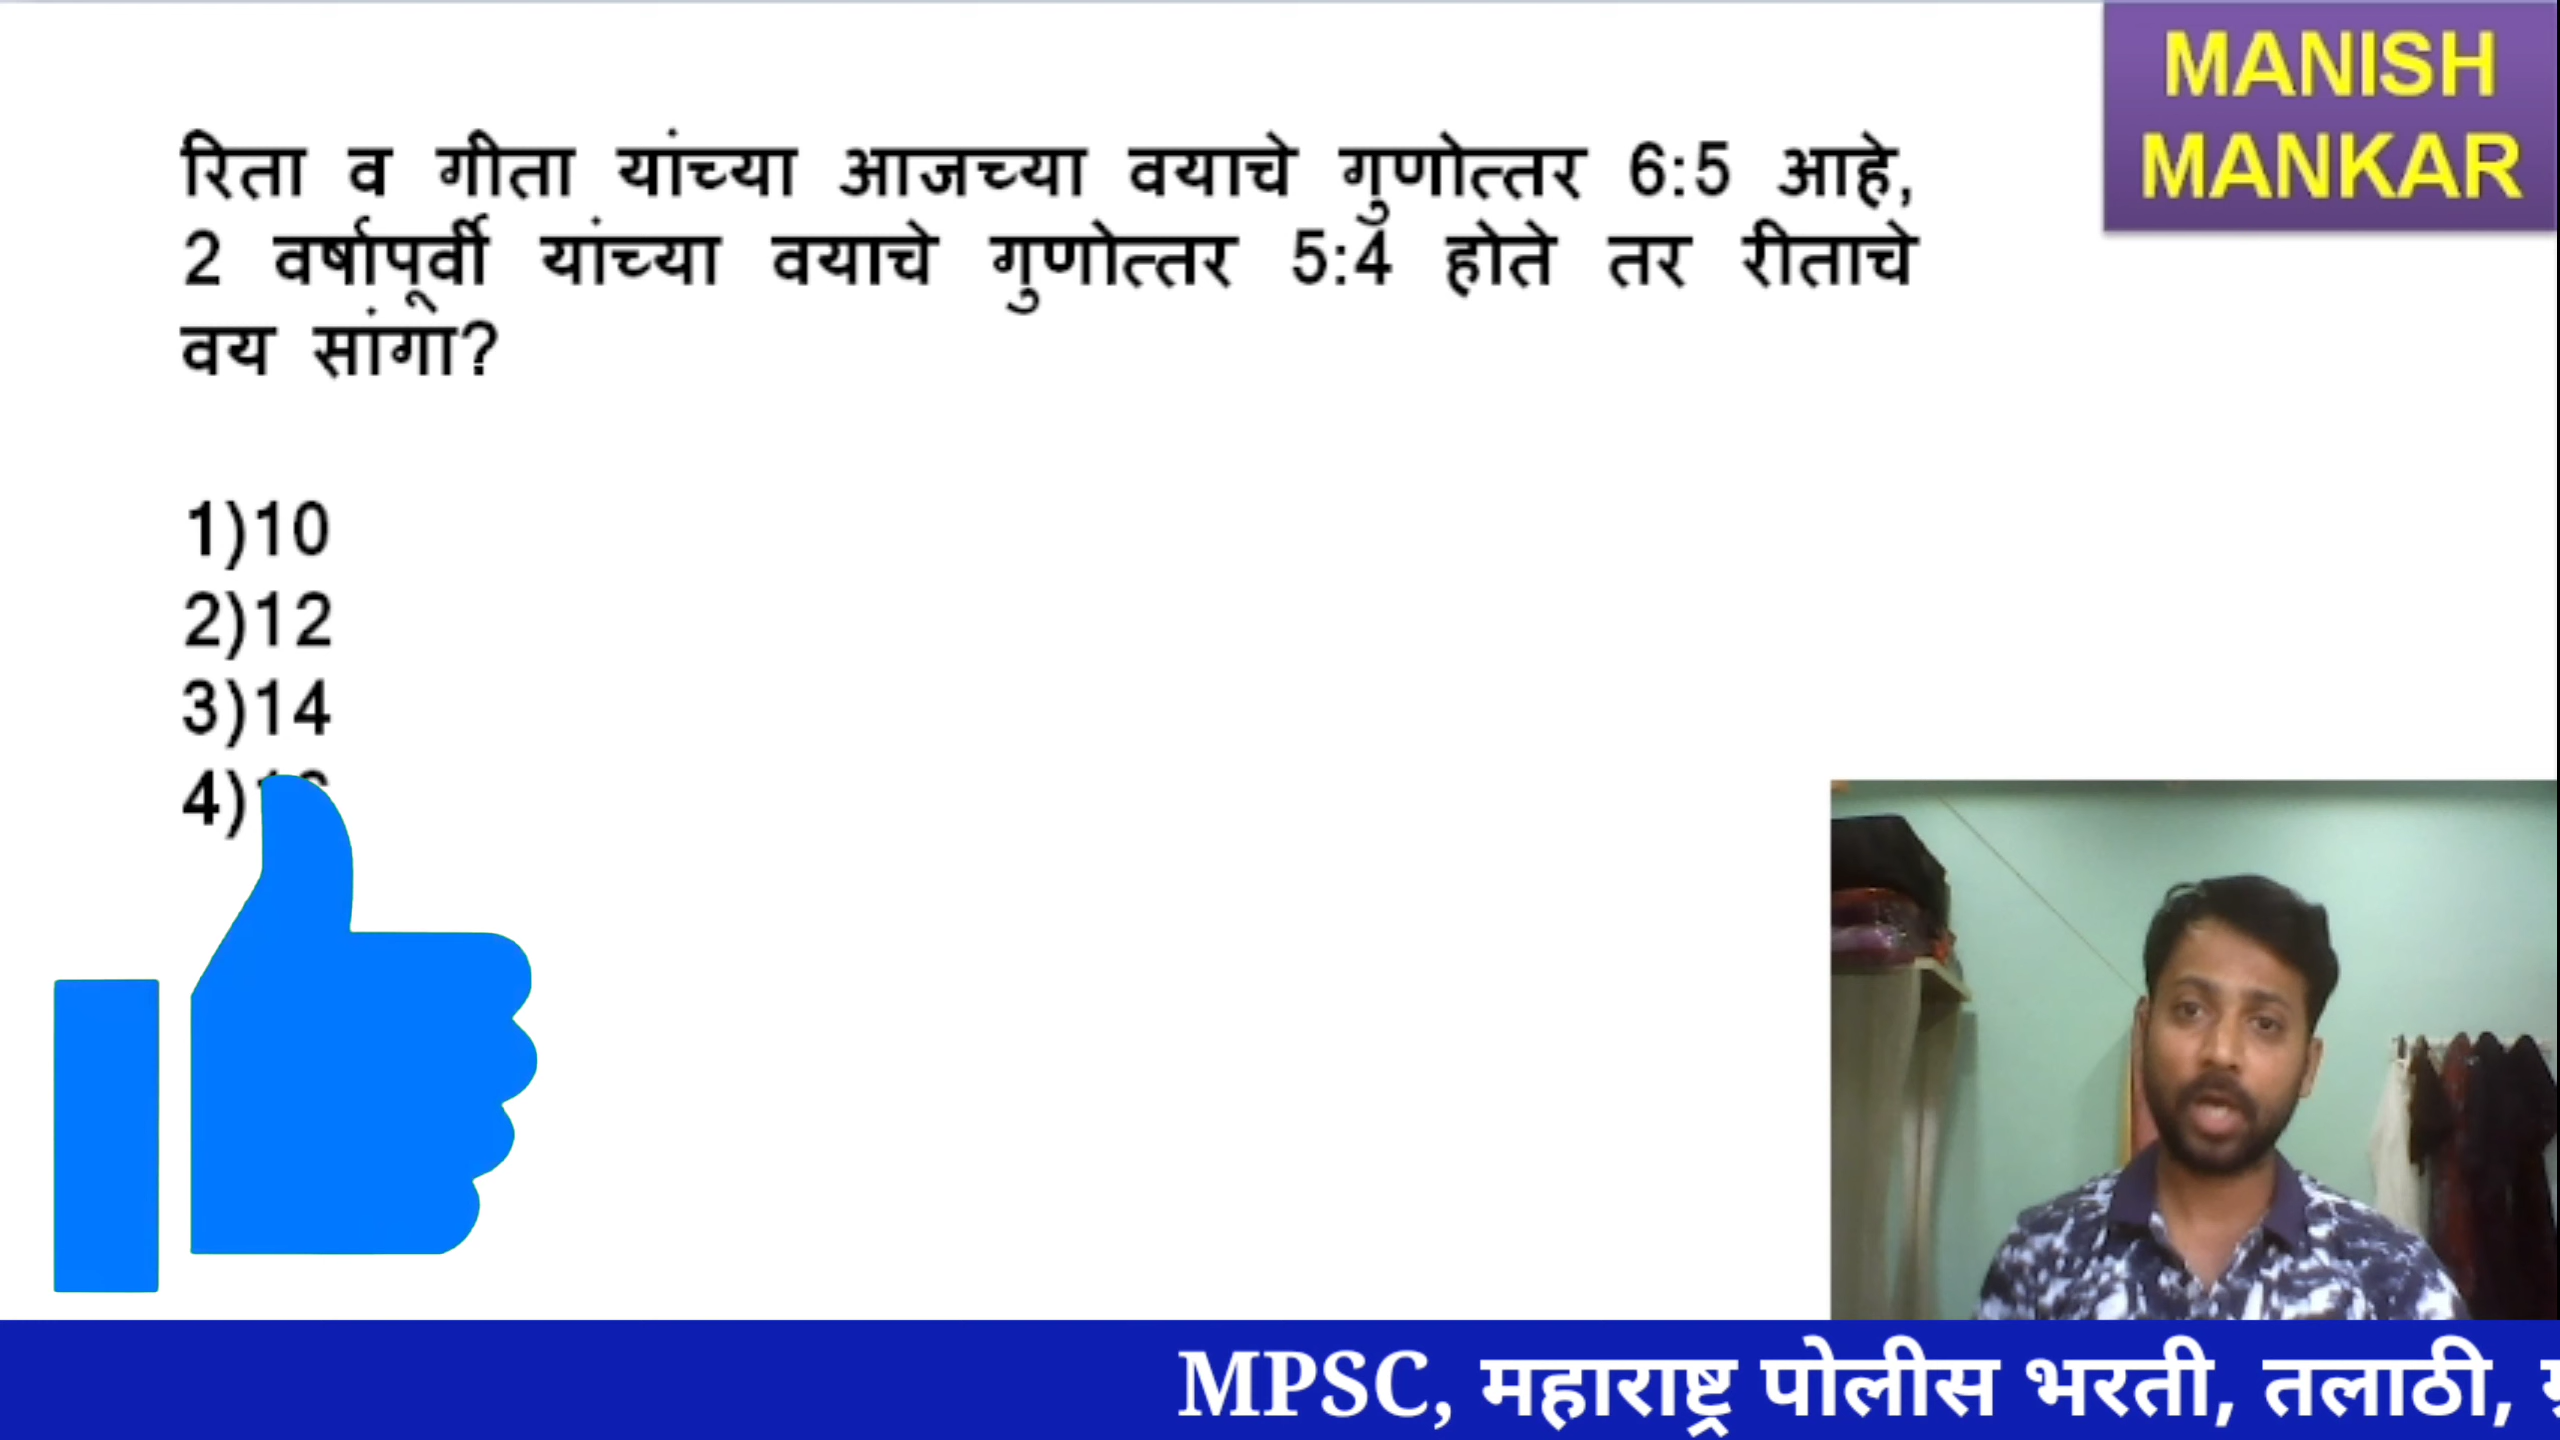 MANISH
MANKAR
रिता व गीता यांच्या आजच्या वयाचे गुणोत्तर 6:5 आहे,
2 वर्षापूर्वी यांच्या वयाचे गुणोत्तर 5:4 होते तर रीताचे
वय सांगा?
1)10
2)12
3)14
4)
MPSC, महाराष्ट्र पोलीस भरती, तलाठी,